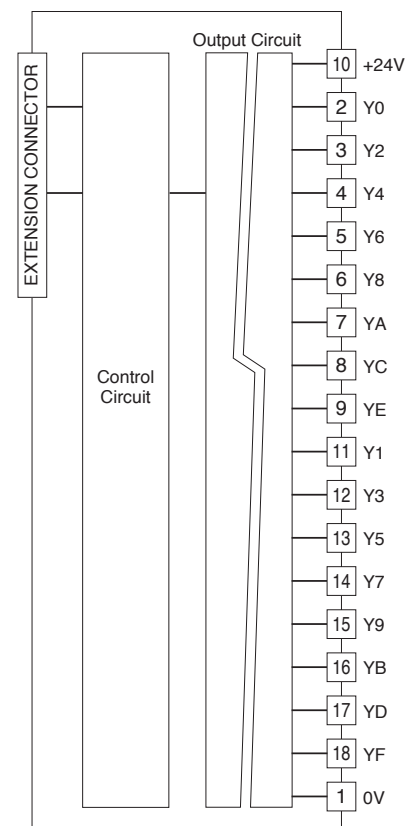 Output Circuit
EXTENSION CONNECTOR
Control
Circuit
10 +24V
2 Y0
3 Y2
4 Y4
5 Y6
6 Y8
7 YA
8 YC
9 YE
11 Y1
12 Y3
13 Y5
14 Y7
15 Y9
16 YB
17 YD
18 YF
1 0V